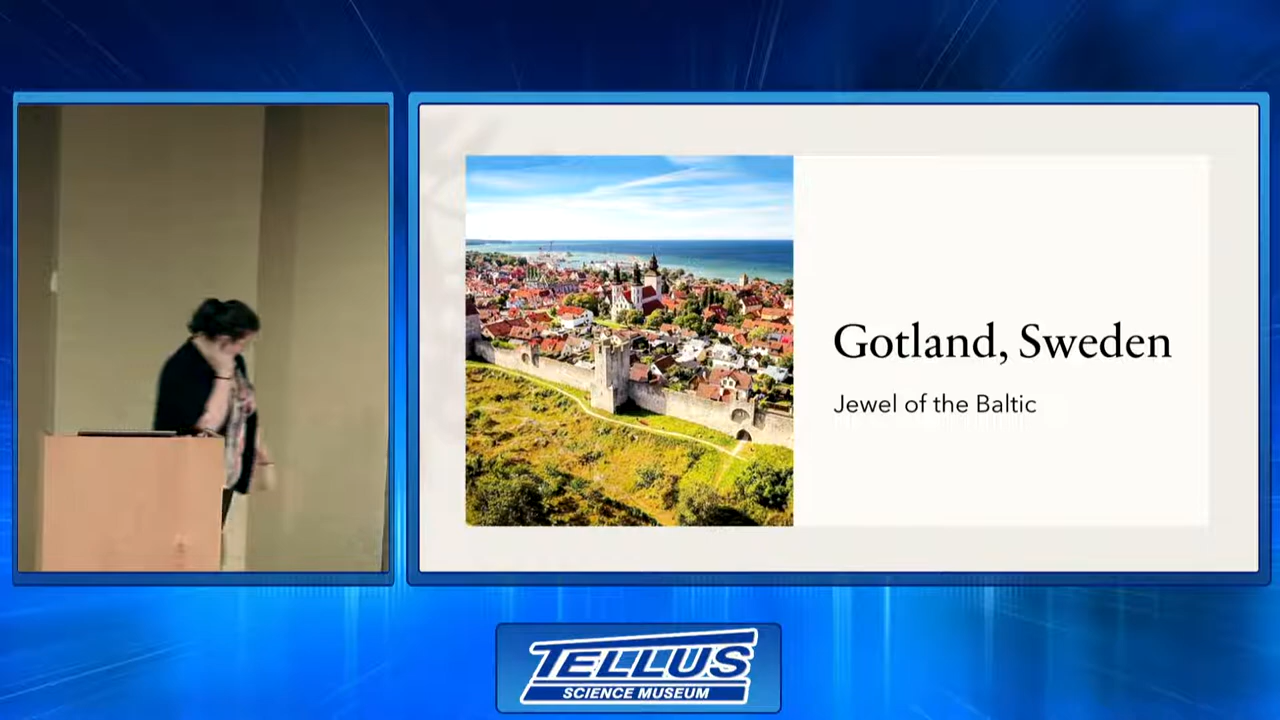 Gotland, Sweden
Jewel of the Baltic
TELLUS
SCIENCE MUSEUM